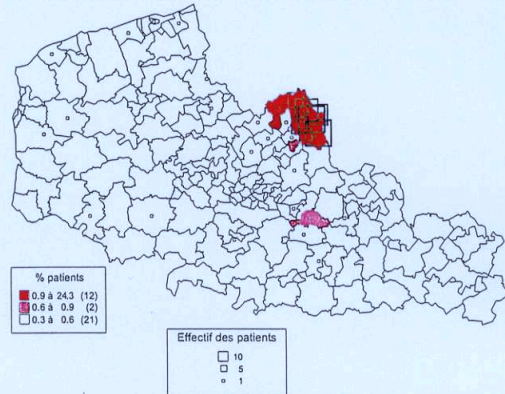 % patients
0.9 à 24.3 (12)
0.6 à 0.9 (2)
0.3 à 0.6 (21)
Effectif des patients
10
5
1